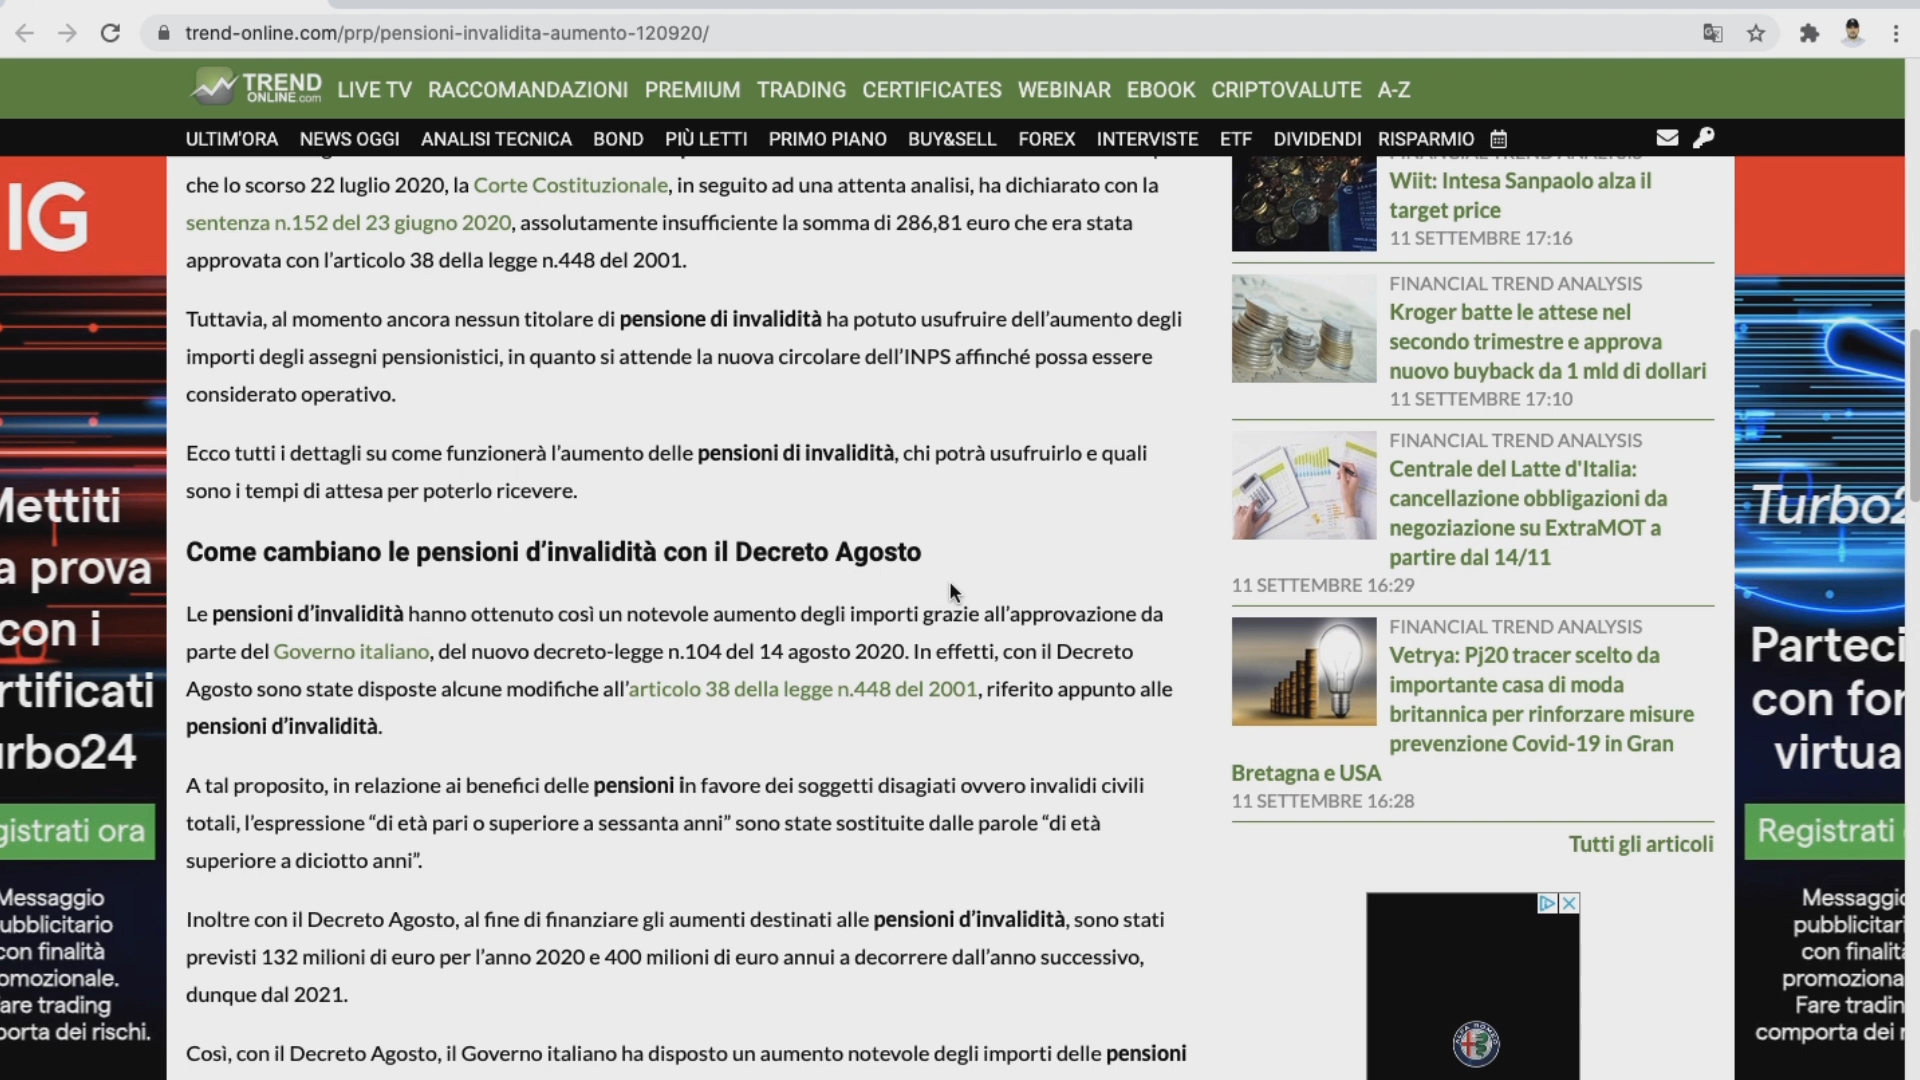 trend-online.com/prp/pensioni-invalidita-aumento-120920/
TREND
ONLINE.com
LIVE TV RACCOMANDAZIONI PREMIUM TRADING CERTIFICATES WEBINAR EBOOK CRIPTOVALUTE A-Z
ULTIM'ORA NEWS OGGI ANALISI TECNICA BOND PIÙ LETTI PRIMO PIANO BUY&SELL FOREX INTERVISTE ETF DIVIDENDI RISPARMIO
che lo scorso 22 luglio 2020, la Corte Costituzionale, in seguito ad una attenta analisi, ha dichiarato con la
sentenza n.152 del 23 giugno 2020, assolutamente insufficiente la somma di 286,81 euro che era stata
approvata con l'articolo 38 della legge n.448 del 2001.
Tuttavia, al momento ancora nessun titolare di pensione di invalidità ha potuto usufruire dell'aumento degli
importi degli assegni pensionistici, in quanto si attende la nuova circolare dell'INPS affinché possa essere
considerato operativo.
Ecco tutti i dettagli su come funzionerà l'aumento delle pensioni di invalidità, chi potrà usufruirlo e quali
sono i tempi di attesa per poterlo ricevere.
Come cambiano le pensioni d'invalidità con il Decreto Agosto
Le pensioni d'invalidità hanno ottenuto così un notevole aumento degli importi grazie all'approvazione da
parte del Governo italiano, del nuovo decreto-legge n.104 del 14 agosto 2020. In effetti, con il Decreto
Agosto sono state disposte alcune modifiche all'articolo 38 della legge n.448 del 2001, riferito appunto alle
pensioni d'invalidità.
A tal proposito, in relazione ai benefici delle pensioni in favore dei soggetti disagiati ovvero invalidi civili
totali, l'espressione “di età pari o superiore a sessanta anni” sono state sostituite dalle parole “di età
superiore a diciotto anni”.
Inoltre con il Decreto Agosto, al fine di finanziare gli aumenti destinati alle pensioni d'invalidità, sono stati
previsti 132 milioni di euro per l'anno 2020 e 400 milioni di euro annui a decorrere dall'anno successivo,
dunque dal 2021.
Così, con il Decreto Agosto, il Governo italiano ha disposto un aumento notevole degli importi delle pensioni
FINANCIAL TREND ANALYSIS
Wiit: Intesa Sanpaolo alza il
target price
11 SETTEMBRE 17:16
FINANCIAL TREND ANALYSIS
Kroger batte le attese nel
secondo trimestre e approva
nuovo buyback da 1 mld di dollari
11 SETTEMBRE 17:10
FINANCIAL TREND ANALYSIS
Centrale del Latte d'Italia:
cancellazione obbligazioni da
negoziazione su ExtraMOT a
partire dal 14/11
11 SETTEMBRE 16:29
FINANCIAL TREND ANALYSIS
Vetrya: Pj20 tracer scelto da
importante casa di moda
britannica per rinforzare misure
prevenzione Covid-19 in Gran
Bretagna e USA
11 SETTEMBRE 16:28
Tutti gli articoli
IG
Mettiti
a prova
con i
rtificati
urbo24
gistrati ora
Messaggio
ubblicitario
con finalità
omozionale.
are trading
porta dei rischi.
Turbo2
Parteci
con for
virtua
Registrati
Messaggio
pubblicitari
con finalità
promoziona
Fare tradin
comporta dei r
ALFA ROMEO